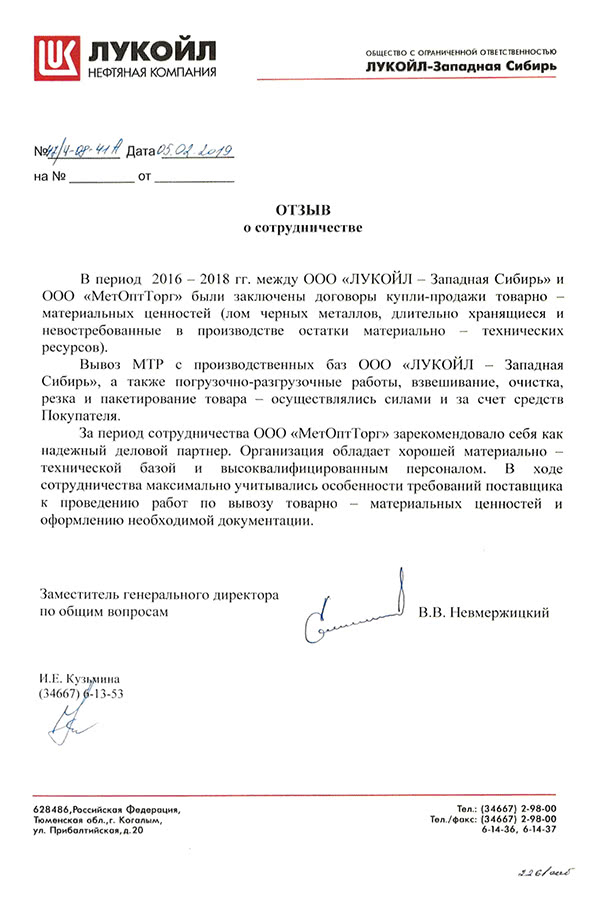 ЛУКОЙЛ
НЕФТЯНАЯ КОМПАНИЯ
ОБЩЕСТВО С ОГРАНИЧЕННОЙ ОТВЕТСТВЕННОСТЬЮ
ЛУКОЙЛ-Западная Сибирь
№ 17/4-08-41А Дата 05.02.2019
на № __________ от __________
ОТЗЫВ
о сотрудничестве
В период 2016 – 2018 гг. между ООО «ЛУКОЙЛ – Западная Сибирь» и
ООО «МетОптТорг» были заключены договоры купли-продажи товарно –
материальных ценностей (лом черных металлов, длительно хранящиеся и
невостребованные в производстве остатки материально – технических
ресурсов).
Вывоз МТР с производственных баз ООО «ЛУКОЙЛ – Западная
Сибирь», а также погрузочно-разгрузочные работы, взвешивание, очистка,
резка и пакетирование товара – осуществлялись силами и за счет средств
Покупателя.
За период сотрудничества ООО «МетОптТорг» зарекомендовало себя как
надежный деловой партнер. Организация обладает хорошей материально –
технической базой и высоквалифицированным персоналом. В ходе
сотрудничества максимально учитывались особенности требований поставщика
к проведению работ по вывозу товарно – материальных ценностей и
оформлению необходимой документации.
Заместитель генерального директора
по общим вопросам
В.В. Невмержицкий
И.Е. Кузьмина
(34667) 6-13-53
628486, Российская Федерация,
Тюменская обл., г. Когалым,
ул. Прибалтийская, д.20
Тел.: (34667) 2-98-00
Тел./факс: (34667) 2-98-00
6-14-36, 6-14-37